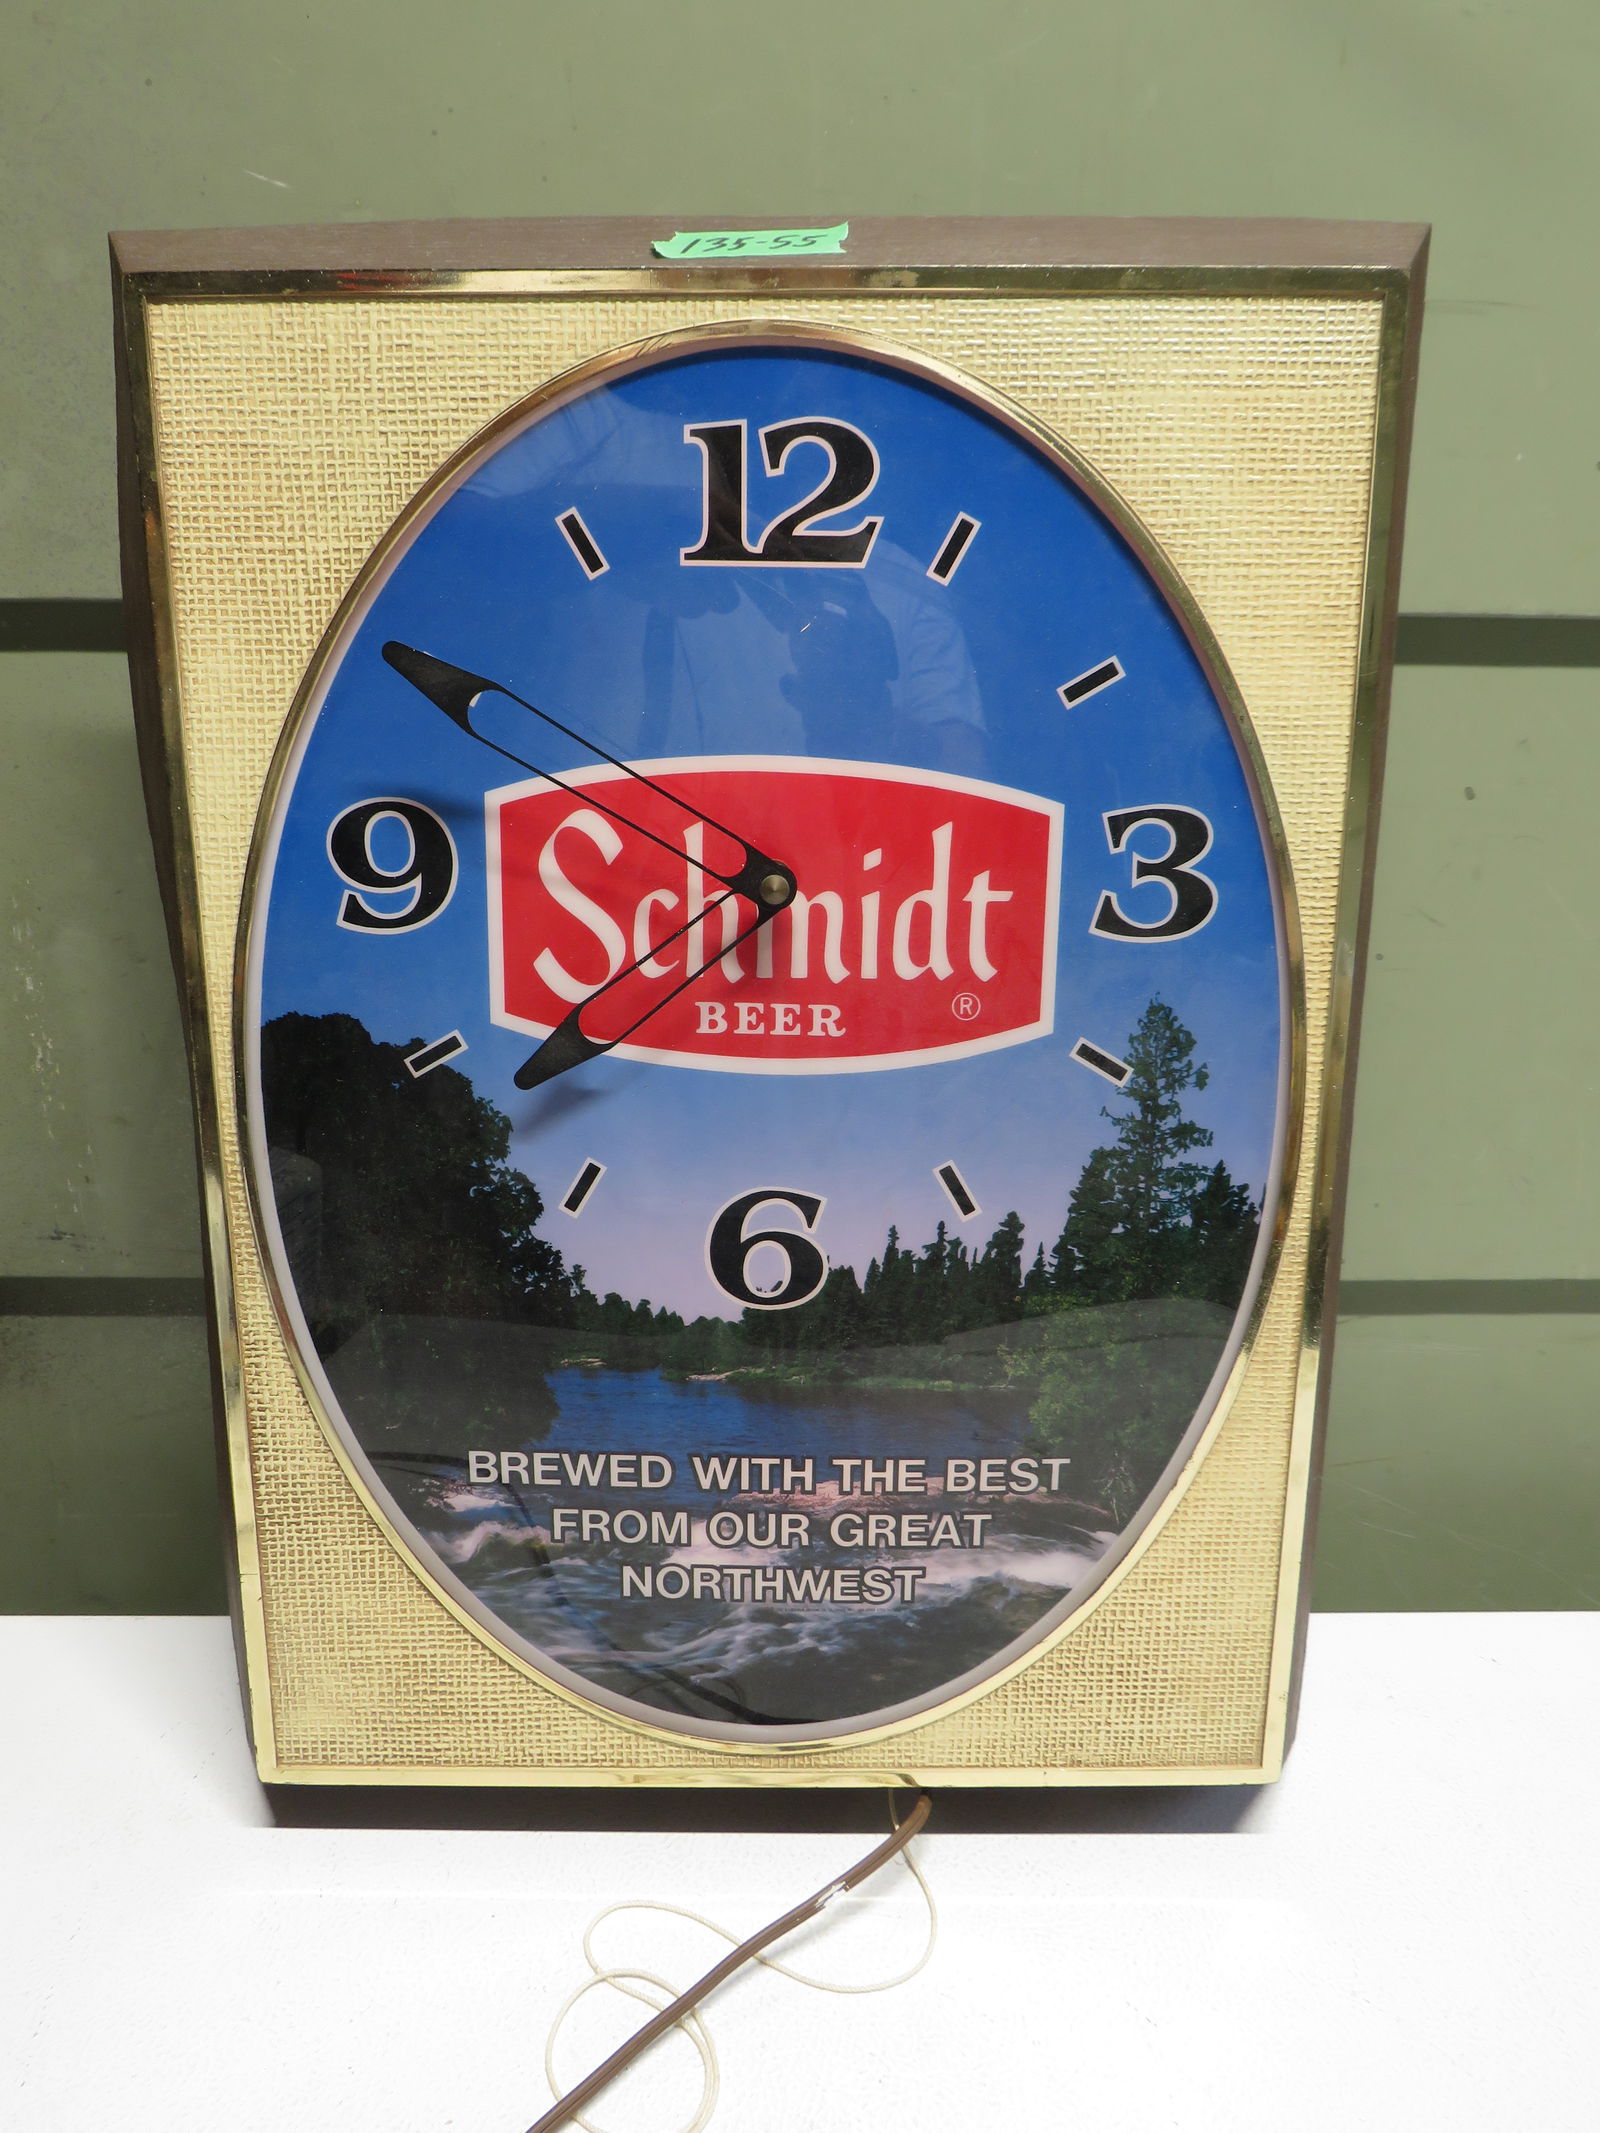 135-55
12
9
3
Schmidt
BEER ®
6
BREWED WITH THE BEST
FROM OUR GREAT
NORTHWEST